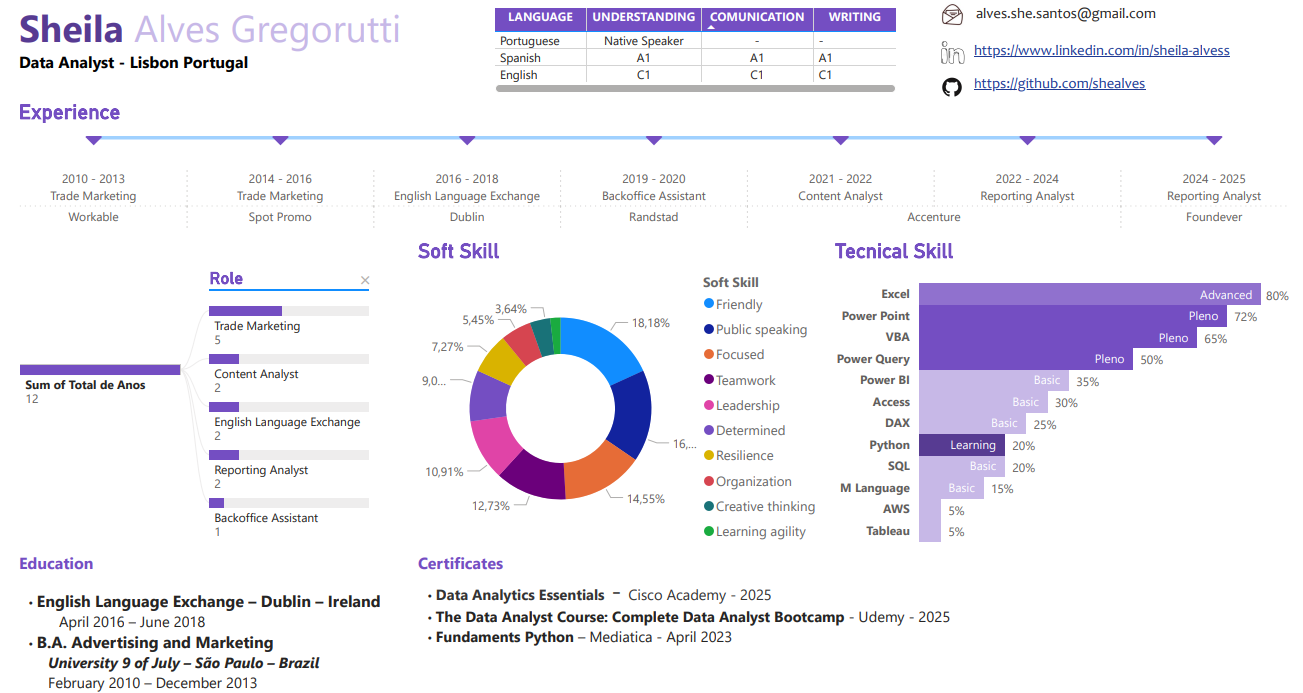 Sheila Alves Gregorutti
Data Analyst - Lisbon Portugal
LANGUAGE UNDERSTANDING COMUNICATION WRITING
Portuguese Native Speaker - -
Spanish A1 A1 A1
English C1 C1 C1
alves.she.santos@gmail.com
in https://www.linkedin.com/in/sheila-alvess
https://github.com/shealves
Experience
2010 - 2013 2014 - 2016 2016 - 2018 2019 - 2020 2021 - 2022 2022 - 2024 2024 - 2025
Trade Marketing Trade Marketing English Language Exchange Backoffice Assistant Content Analyst Reporting Analyst Reporting Analyst
Workable Spot Promo Dublin Randstad Accenture Foundever
Role
Sum of Total de Anos
12
Trade Marketing
5
Content Analyst
2
English Language Exchange
2
Reporting Analyst
2
Backoffice Assistant
1
Soft Skill
18,18%
16,...
14,55%
12,73%
10,91%
9,0...
7,27%
5,45%
3,64%
Soft Skill
Friendly
Public speaking
Focused
Teamwork
Leadership
Determined
Resilience
Organization
Creative thinking
Learning agility
Tecnical Skill
Excel Advanced 80%
Power Point Pleno 72%
VBA Pleno 65%
Power Query Pleno 50%
Power BI Basic 35%
Access Basic 30%
DAX Basic 25%
Python Learning 20%
SQL Basic 20%
M Language Basic 15%
AWS 5%
Tableau 5%
Education
• English Language Exchange – Dublin – Ireland
April 2016 – June 2018
• B.A. Advertising and Marketing
University 9 of July – São Paulo – Brazil
February 2010 – December 2013
Certificates
• Data Analytics Essentials – Cisco Academy - 2025
• The Data Analyst Course: Complete Data Analyst Bootcamp - Udemy - 2025
• Fundaments Python – Mediatica - April 2023